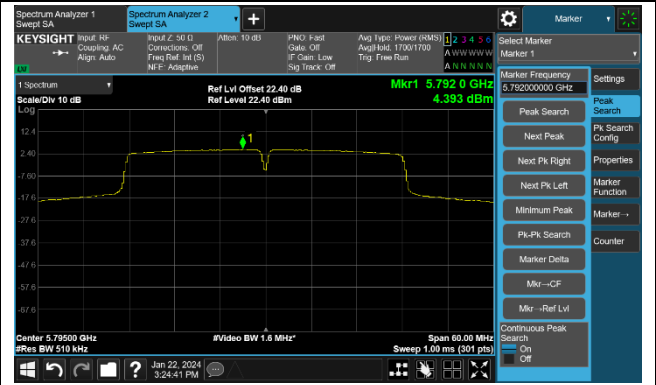 Spectrum Analyzer 1
Swept SA
Spectrum Analyzer 2
Swept SA
Marker
KEYSIGHT
Input: RF
Coupling: AC
Align: Auto
Input Z: 50 Ω
Corrections: Off
Freq Ref: Int (S)
NFE: Adaptive
Atten: 10 dB
PNO: Fast
Gate: Off
IF Gain: Low
Sig Track: Off
Avg Type: Power (RMS)
Avg|Hold: 1700/1700
Trig: Free Run
1 2 3 4 5 6
A W W W W W
A N N N N N
Select Marker
Marker 1
1 Spectrum
Scale/Div 10 dB
Log
Ref Lvl Offset 22.40 dB
Ref Level 22.40 dBm
Mkr1 5.792 0 GHz
4.393 dBm
12.4
2.40
-7.60
-17.6
-27.6
-37.6
-47.6
-57.6
-67.6
1
Center 5.79500 GHz
#Res BW 510 kHz
#Video BW 1.6 MHz*
Span 60.00 MHz
Sweep 1.00 ms (301 pts)
Marker Frequency
5.792000000 GHz
Peak Search
Next Peak
Next Pk Right
Next Pk Left
Minimum Peak
Pk-Pk Search
Marker Delta
Mkr→CF
Mkr→Ref Lvl
Continuous Peak
Search
On
Off
Settings
Peak
Search
Pk Search
Config
Properties
Marker
Function
Marker→
Counter
Jan 22, 2024
3:24:41 PM